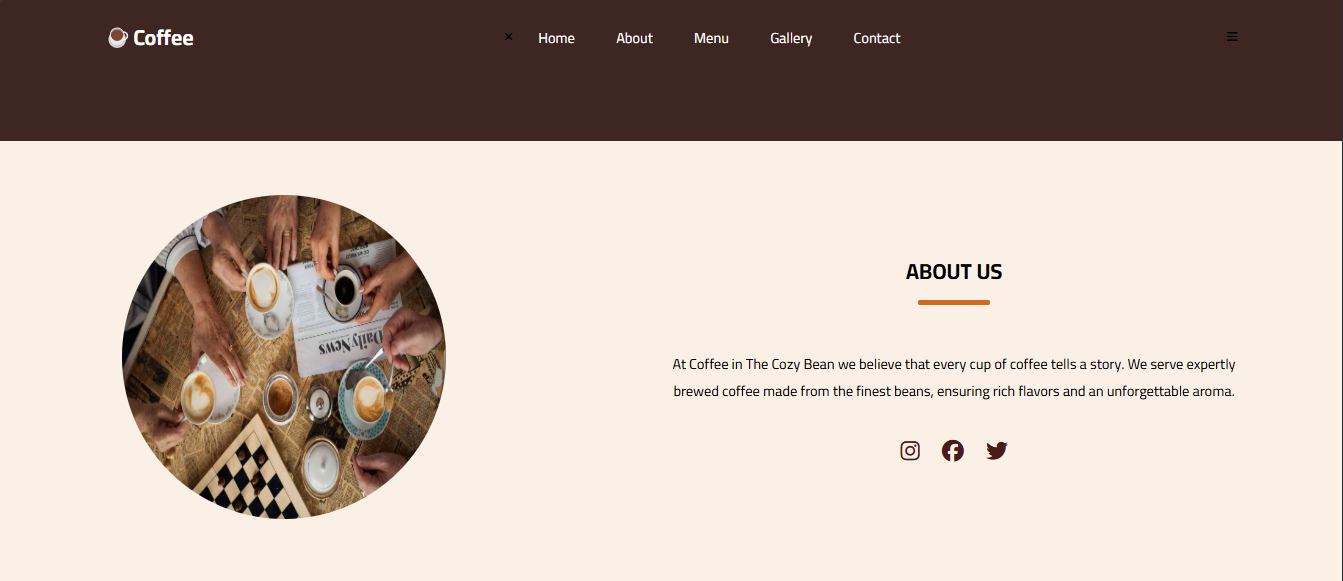 Coffee
Home About Menu Gallery Contact
Daily News
ABOUT US
At Coffee in The Cozy Bean we believe that every cup of coffee tells a story. We serve expertly
brewed coffee made from the finest beans, ensuring rich flavors and an unforgettable aroma.